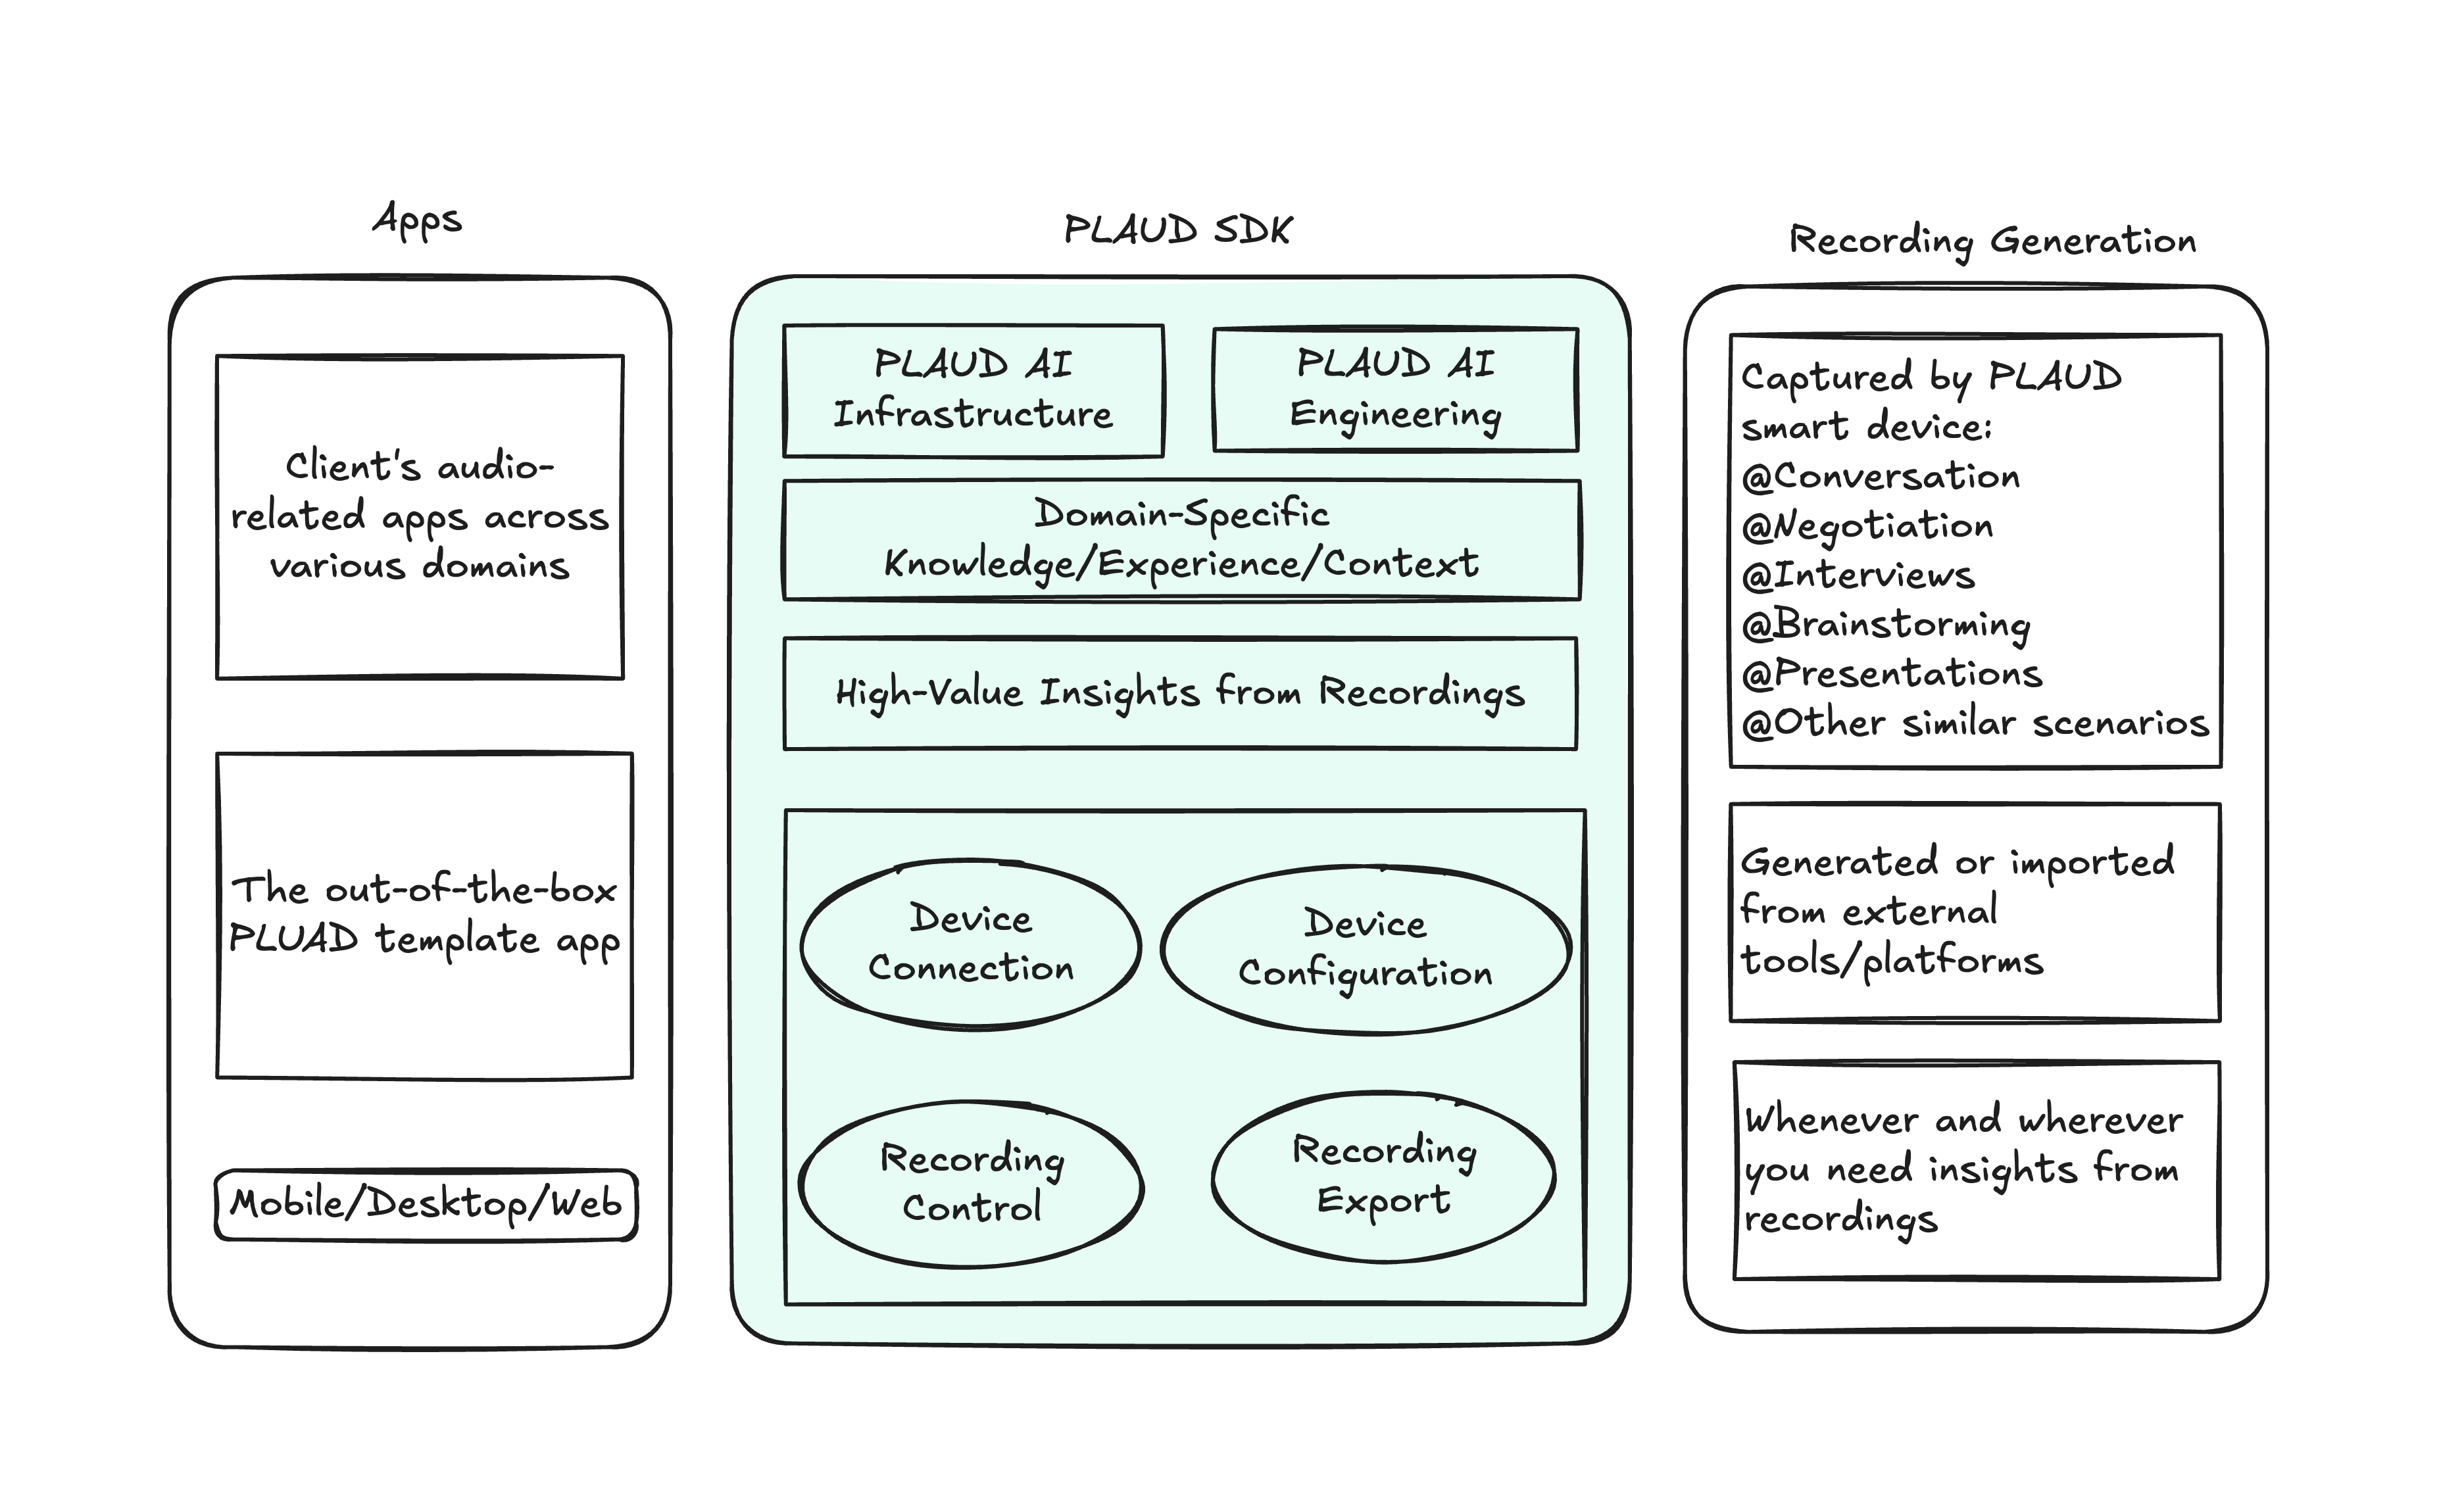 Apps
Client's audio-
related apps across
various domains
The out-of-the-box
PLUAD template app
Mobile/Desktop/Web
PLAUD SDK
PLAUD AI
Infrastructure
PLAUD AI
Engineering
Domain-Specific
Knowledge/Experience/Context
High-Value Insights from Recordings
Device
Connection
Device
Configuration
Recording
Control
Recording
Export
Recording Generation
Captured by PLAUD
smart device:
@Conversation
@Negotiation
@Interviews
@Brainstorming
@Presentations
@Other similar scenarios
Generated or imported
from external
tools/platforms
Whenever and wherever
you need insights from
recordings